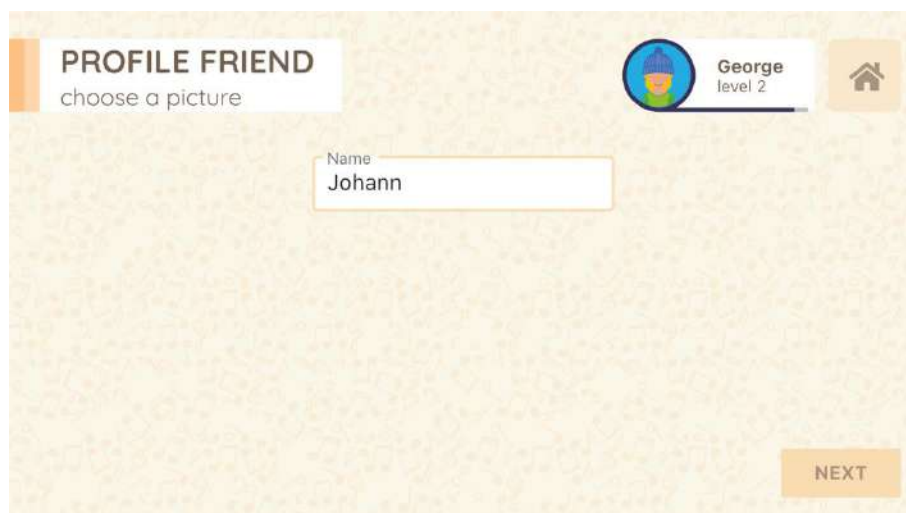 PROFILE FRIEND
choose a picture
George
level 2
Name
Johann
NEXT